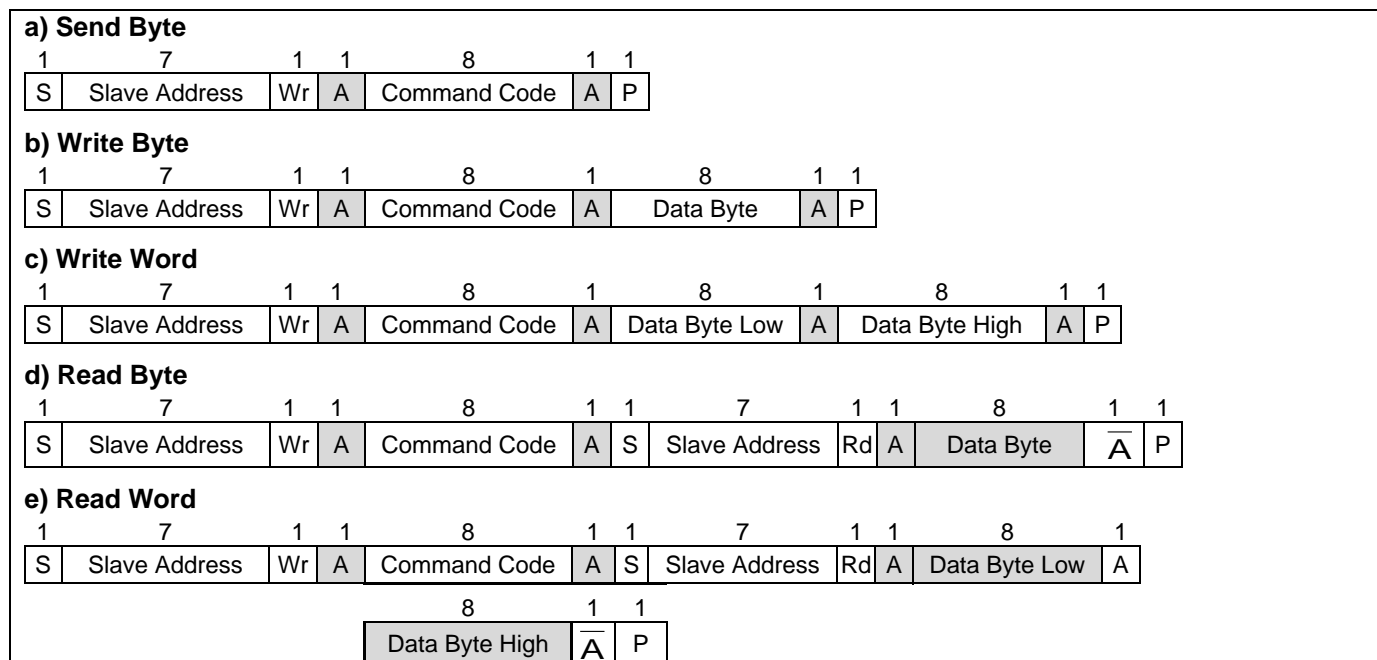 a) Send Byte
1 7 1 1 8 1 1
S Slave Address Wr A Command Code A P
b) Write Byte
1 7 1 1 8 1 8 1 1
S Slave Address Wr A Command Code A Data Byte A P
c) Write Word
1 7 1 1 8 1 8 1 8 1 1
S Slave Address Wr A Command Code A Data Byte Low A Data Byte High A P
d) Read Byte
1 7 1 1 8 1 1 7 1 1 8 1 1
S Slave Address Wr A Command Code A S Slave Address Rd A Data Byte A̅ P
e) Read Word
1 7 1 1 8 1 1 7 1 1 8 1
S Slave Address Wr A Command Code A S Slave Address Rd A Data Byte Low A
8 1 1
Data Byte High A̅ P